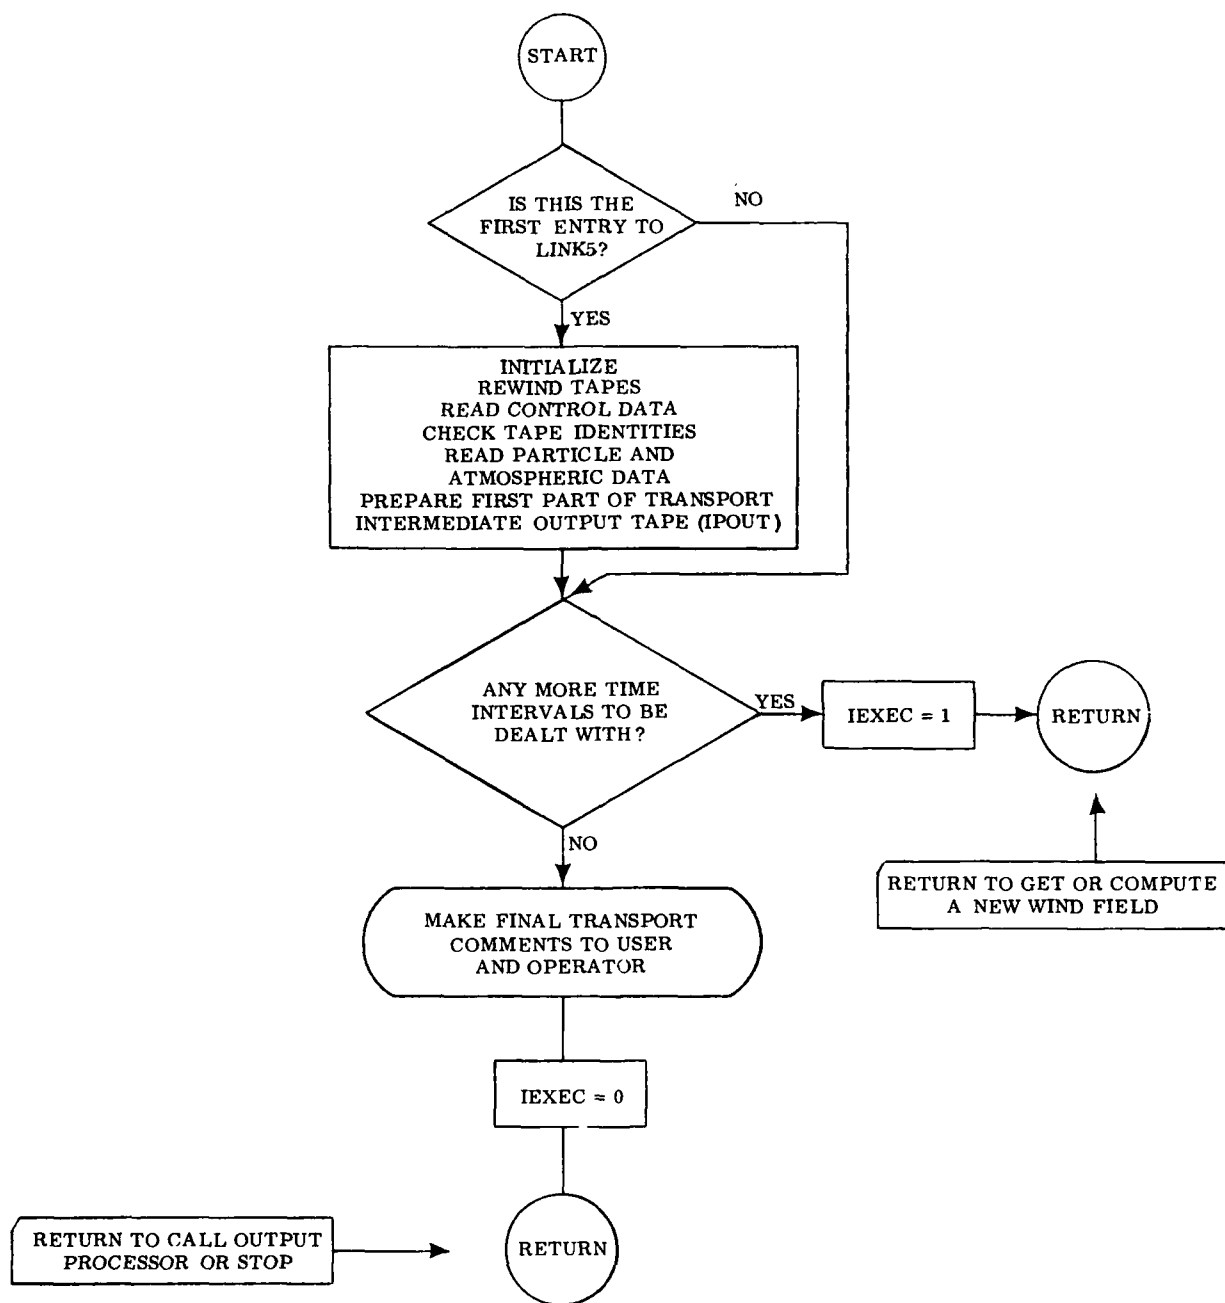 START
IS THIS THE
FIRST ENTRY TO
LINK5?
NO
YES
INITIALIZE
REWIND TAPES
READ CONTROL DATA
CHECK TAPE IDENTITIES
READ PARTICLE AND
ATMOSPHERIC DATA
PREPARE FIRST PART OF TRANSPORT
INTERMEDIATE OUTPUT TAPE (IPOUT)
ANY MORE TIME
INTERVALS TO BE
DEALT WITH?
YES
IEXEC = 1
RETURN
NO
RETURN TO GET OR COMPUTE
A NEW WIND FIELD
MAKE FINAL TRANSPORT
COMMENTS TO USER
AND OPERATOR
IEXEC = 0
RETURN TO CALL OUTPUT
PROCESSOR OR STOP
RETURN